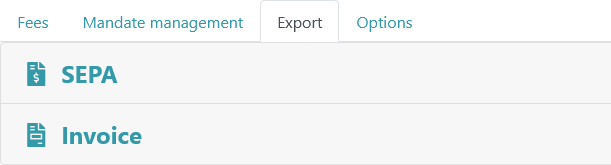 Fees Mandate management Export Options
SEPA
Invoice